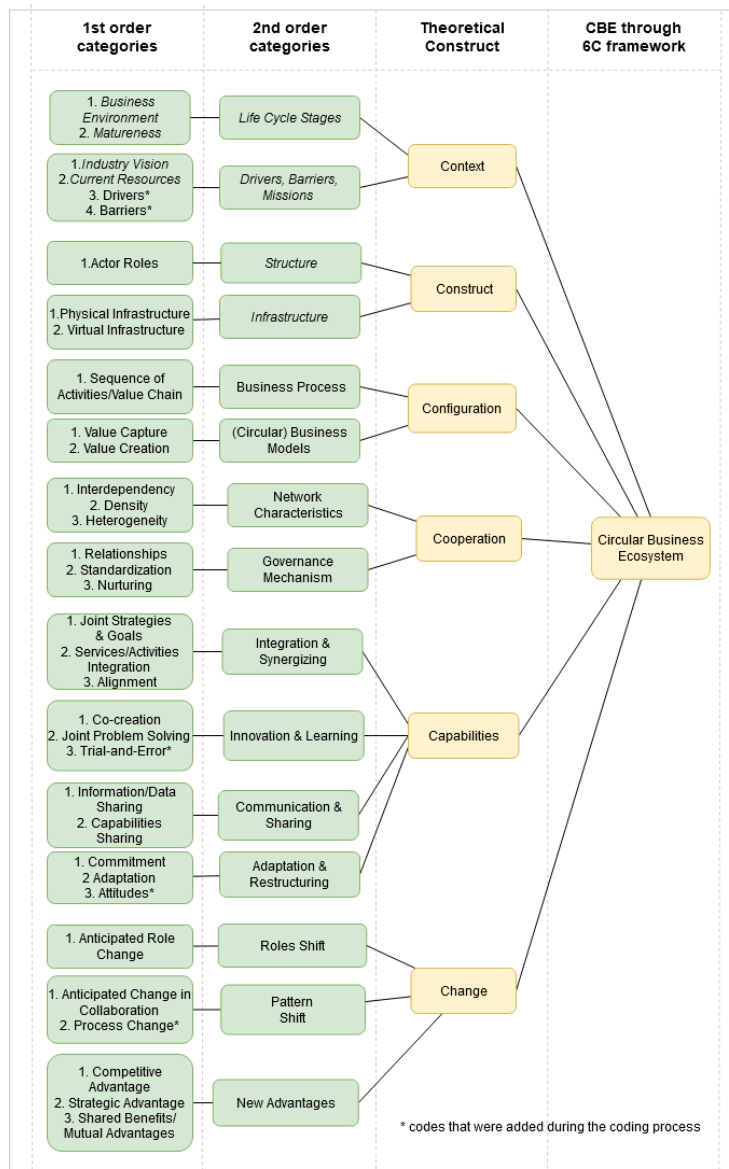 1st order
categories
2nd order
categories
Theoretical
Construct
CBE through
6C framework
1. Business
Environment
2. Matureness
Life Cycle Stages
Context
1.Industry Vision
2.Current Resources
3. Drivers*
4. Barriers*
Drivers, Barriers,
Missions
1.Actor Roles
Structure
Construct
1.Physical Infrastructure
2. Virtual Infrastructure
Infrastructure
1. Sequence of
Activities/Value Chain
Business Process
Configuration
1. Value Capture
2. Value Creation
(Circular) Business
Models
1. Interdependency
2. Density
3. Heterogeneity
Network
Characteristics
Cooperation
Circular Business
Ecosystem
1. Relationships
2. Standardization
3. Nurturing
Governance
Mechanism
1. Joint Strategies
& Goals
2. Services/Activities
Integration
3. Alignment
Integration &
Synergizing
1. Co-creation
2. Joint Problem Solving
3. Trial-and-Error*
Innovation & Learning
Capabilities
1. Information/Data
Sharing
2. Capabilities
Sharing
Communication &
Sharing
1. Commitment
2 Adaptation
3. Attitudes*
Adaptation &
Restructuring
1. Anticipated Role
Change
Roles Shift
Change
1. Anticipated Change in
Collaboration
2. Process Change*
Pattern
Shift
1. Competitive
Advantage
2. Strategic Advantage
3. Shared Benefits/
Mutual Advantages
New Advantages
* codes that were added during the coding process